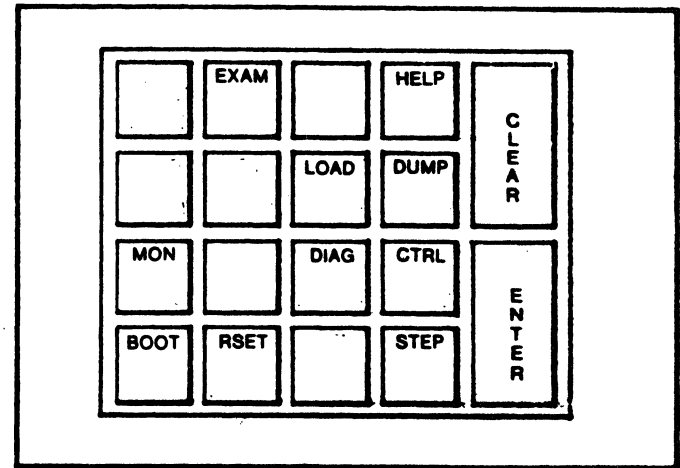 EXAM HELP
CLEAR
LOAD DUMP
MON DIAG CTRL
ENTER
BOOT RSET STEP